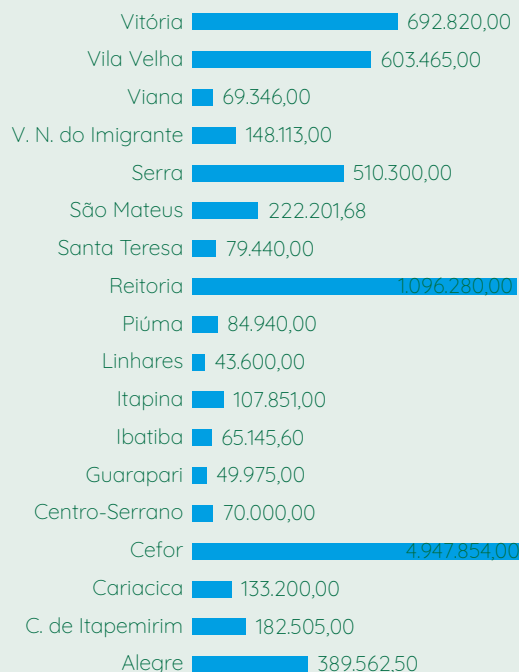 Vitória 692.820,00
Vila Velha 603.465,00
Viana 69.346,00
V. N. do Imigrante 148.113,00
Serra 510.300,00
São Mateus 222.201,68
Santa Teresa 79.440,00
Reitoria 1.096.280,00
Piúma 84.940,00
Linhares 43.600,00
Itapina 107.851,00
Ibatiba 65.145,60
Guarapari 49.975,00
Centro-Serrano 70.000,00
Cefor 4.947.854,00
Cariacica 133.200,00
C. de Itapemirim 182.505,00
Alegre 389.562,50